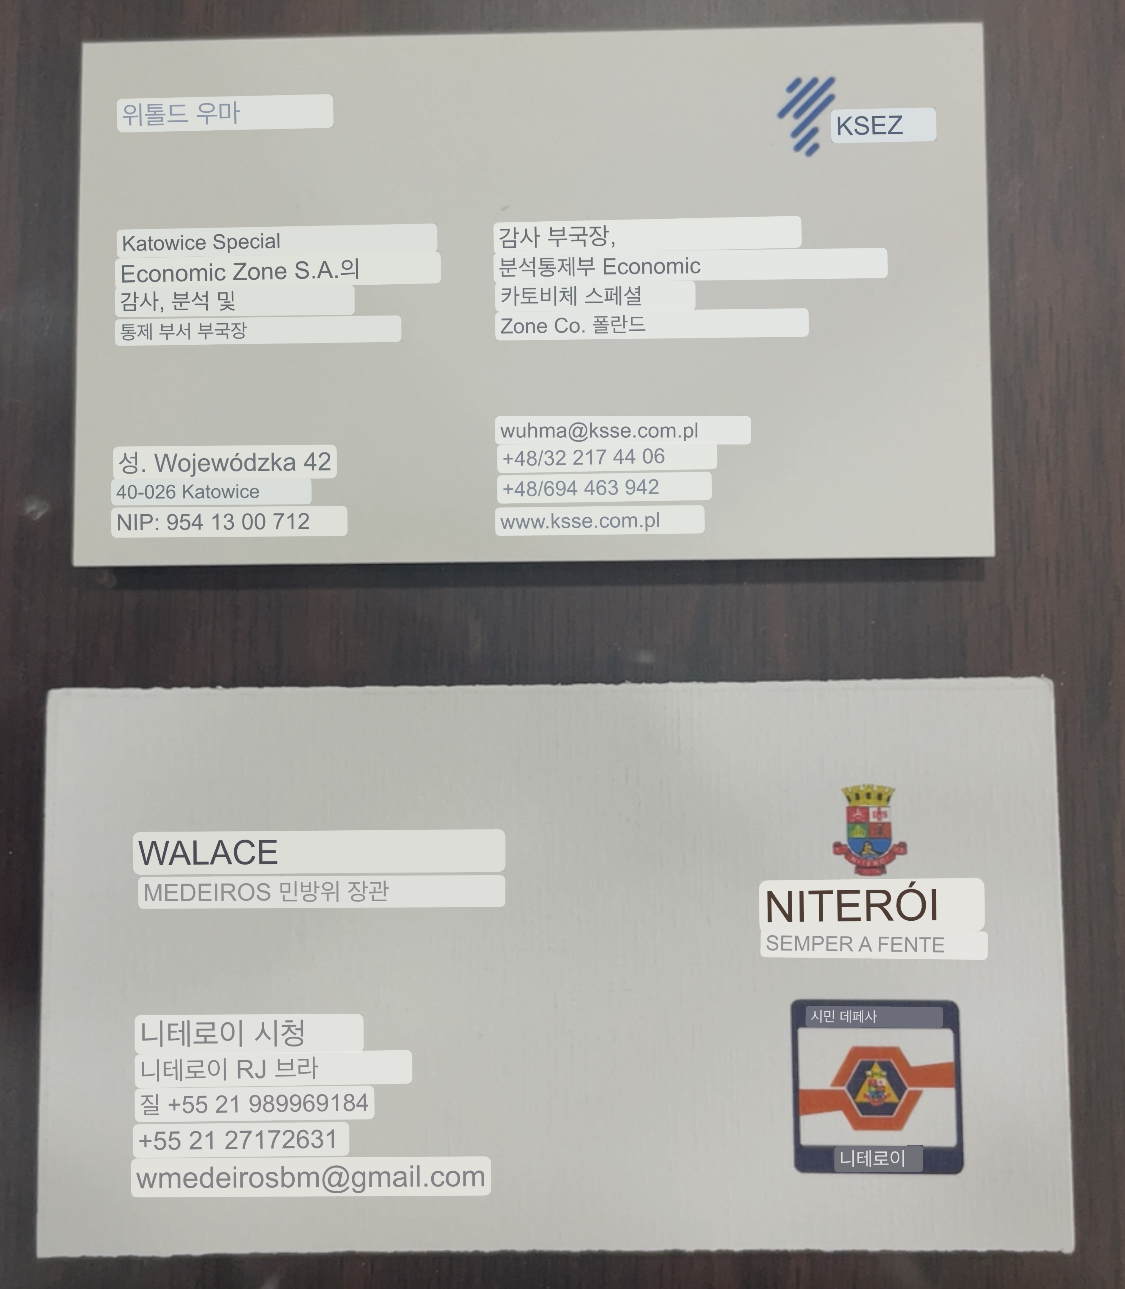 위톨드 우마
KSEZ
Katowice Special
Economic Zone S.A.의
감사, 분석 및
통제 부서 부국장
감사 부국장,
분석통제부 Economic
카토비체 스페셜
Zone Co. 폴란드
성. Wojewódzka 42
40-026 Katowice
NIP: 954 13 00 712
wuhma@ksse.com.pl
+48/32 217 44 06
+48/694 463 942
www.ksse.com.pl
WALACE
MEDEIROS 민방위 장관
NITERÓI
SEMPER A FENTE
니테로이 시청
니테로이 RJ 브라
질 +55 21 989969184
+55 21 27172631
wmedeirosbm@gmail.com
시민 데페사
니테로이